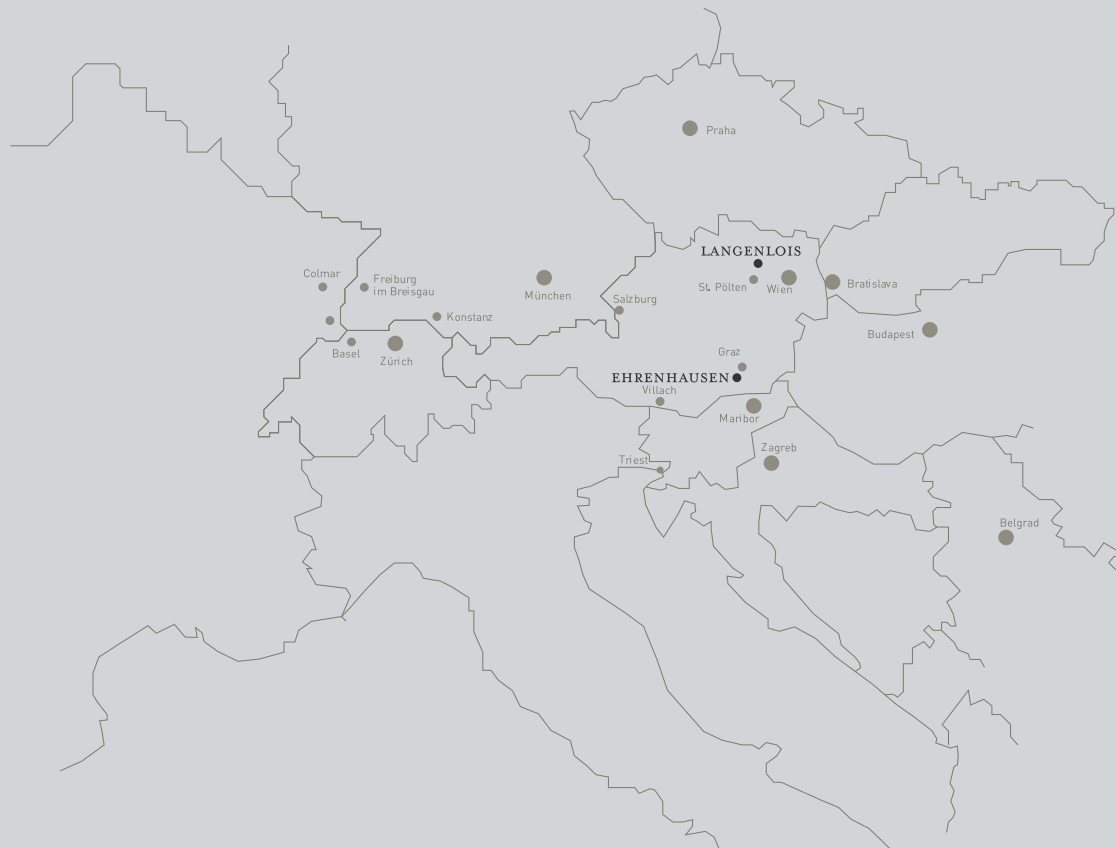 Praha
LANGENLOIS
Colmar
Freiburg
im Breisgau
München
St. Pölten
Wien
Bratislava
Salzburg
Konstanz
Budapest
Basel
Zürich
Graz
EHRENHAUSEN
Villach
Maribor
Zagreb
Triest
Belgrad